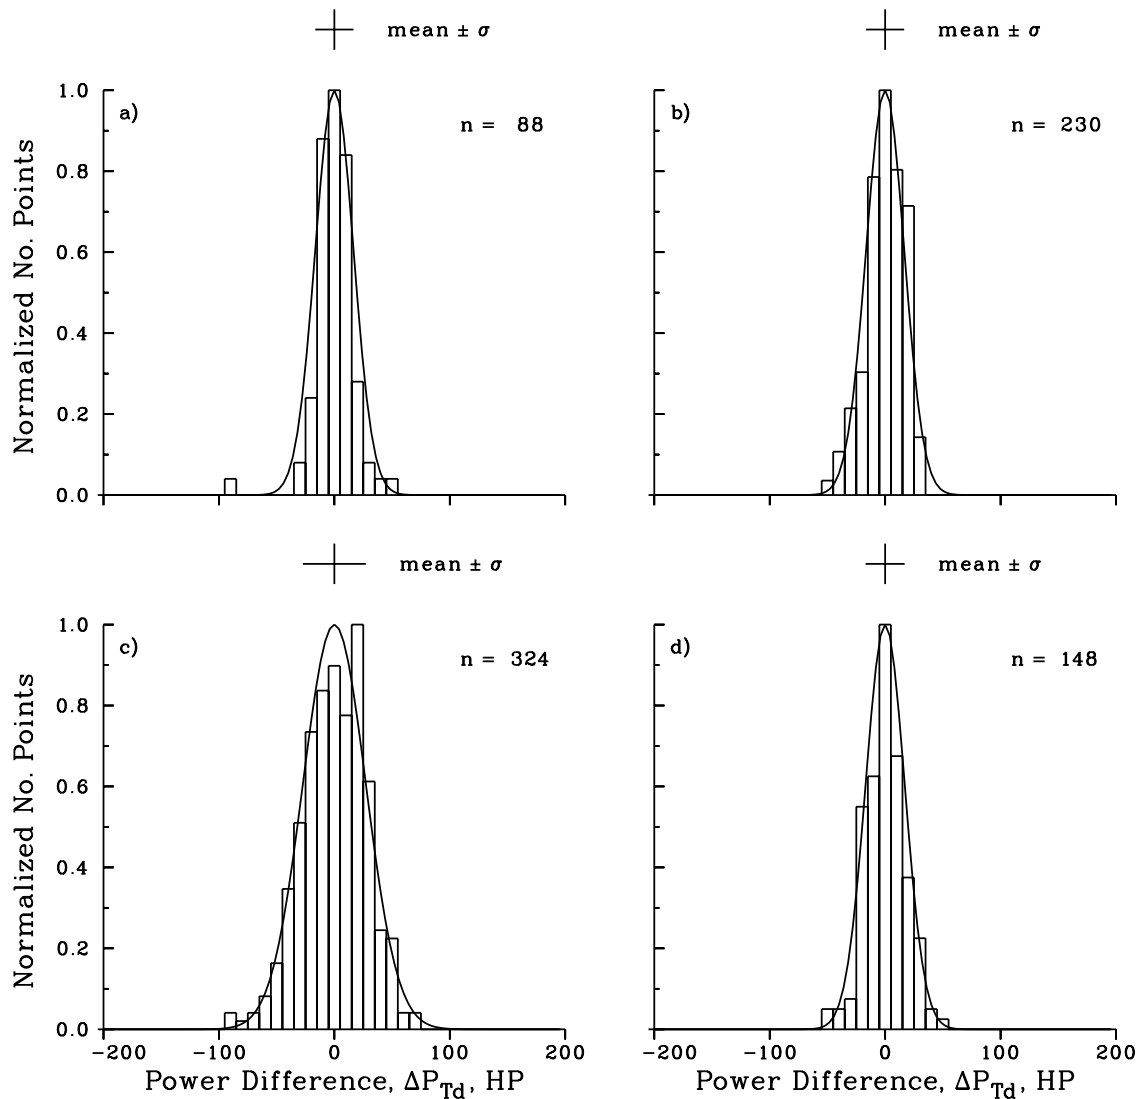 mean ± σ
mean ± σ
a)
n = 88
b)
n = 230
1.0
0.8
0.6
0.4
0.2
0.0
Normalized No. Points
mean ± σ
mean ± σ
c)
n = 324
d)
n = 148
1.0
0.8
0.6
0.4
0.2
0.0
Normalized No. Points
-200 -100 0 100 200
-200 -100 0 100 200
Power Difference, ΔP_Td, HP
Power Difference, ΔP_Td, HP